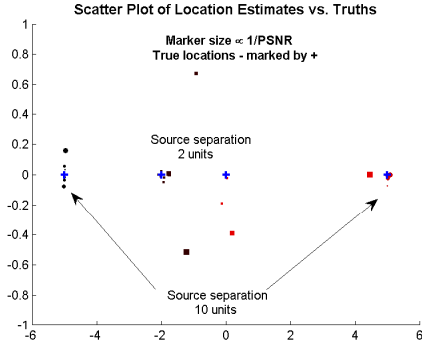 Scatter Plot of Location Estimates vs. Truths
Marker size ∝ 1/PSNR
True locations - marked by +
Source separation
2 units
Source separation
10 units
1
0.8
0.6
0.4
0.2
0
-0.2
-0.4
-0.6
-0.8
-1
-6 -4 -2 0 2 4 6